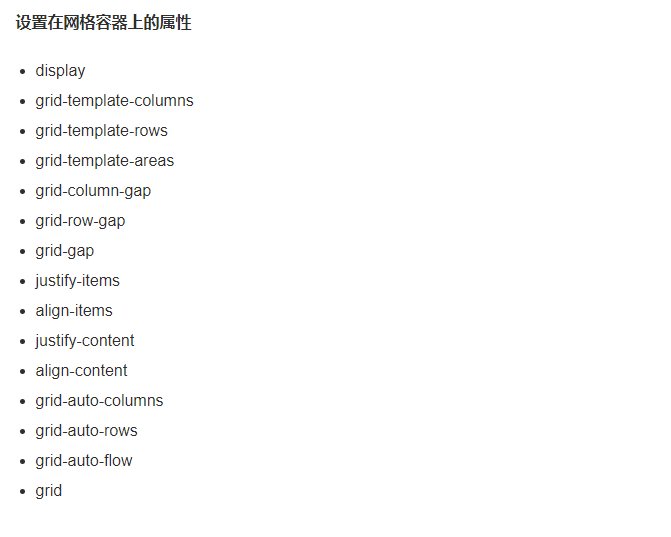 设置在网格容器上的属性
display
grid-template-columns
grid-template-rows
grid-template-areas
grid-column-gap
grid-row-gap
grid-gap
justify-items
align-items
justify-content
align-content
grid-auto-columns
grid-auto-rows
grid-auto-flow
grid